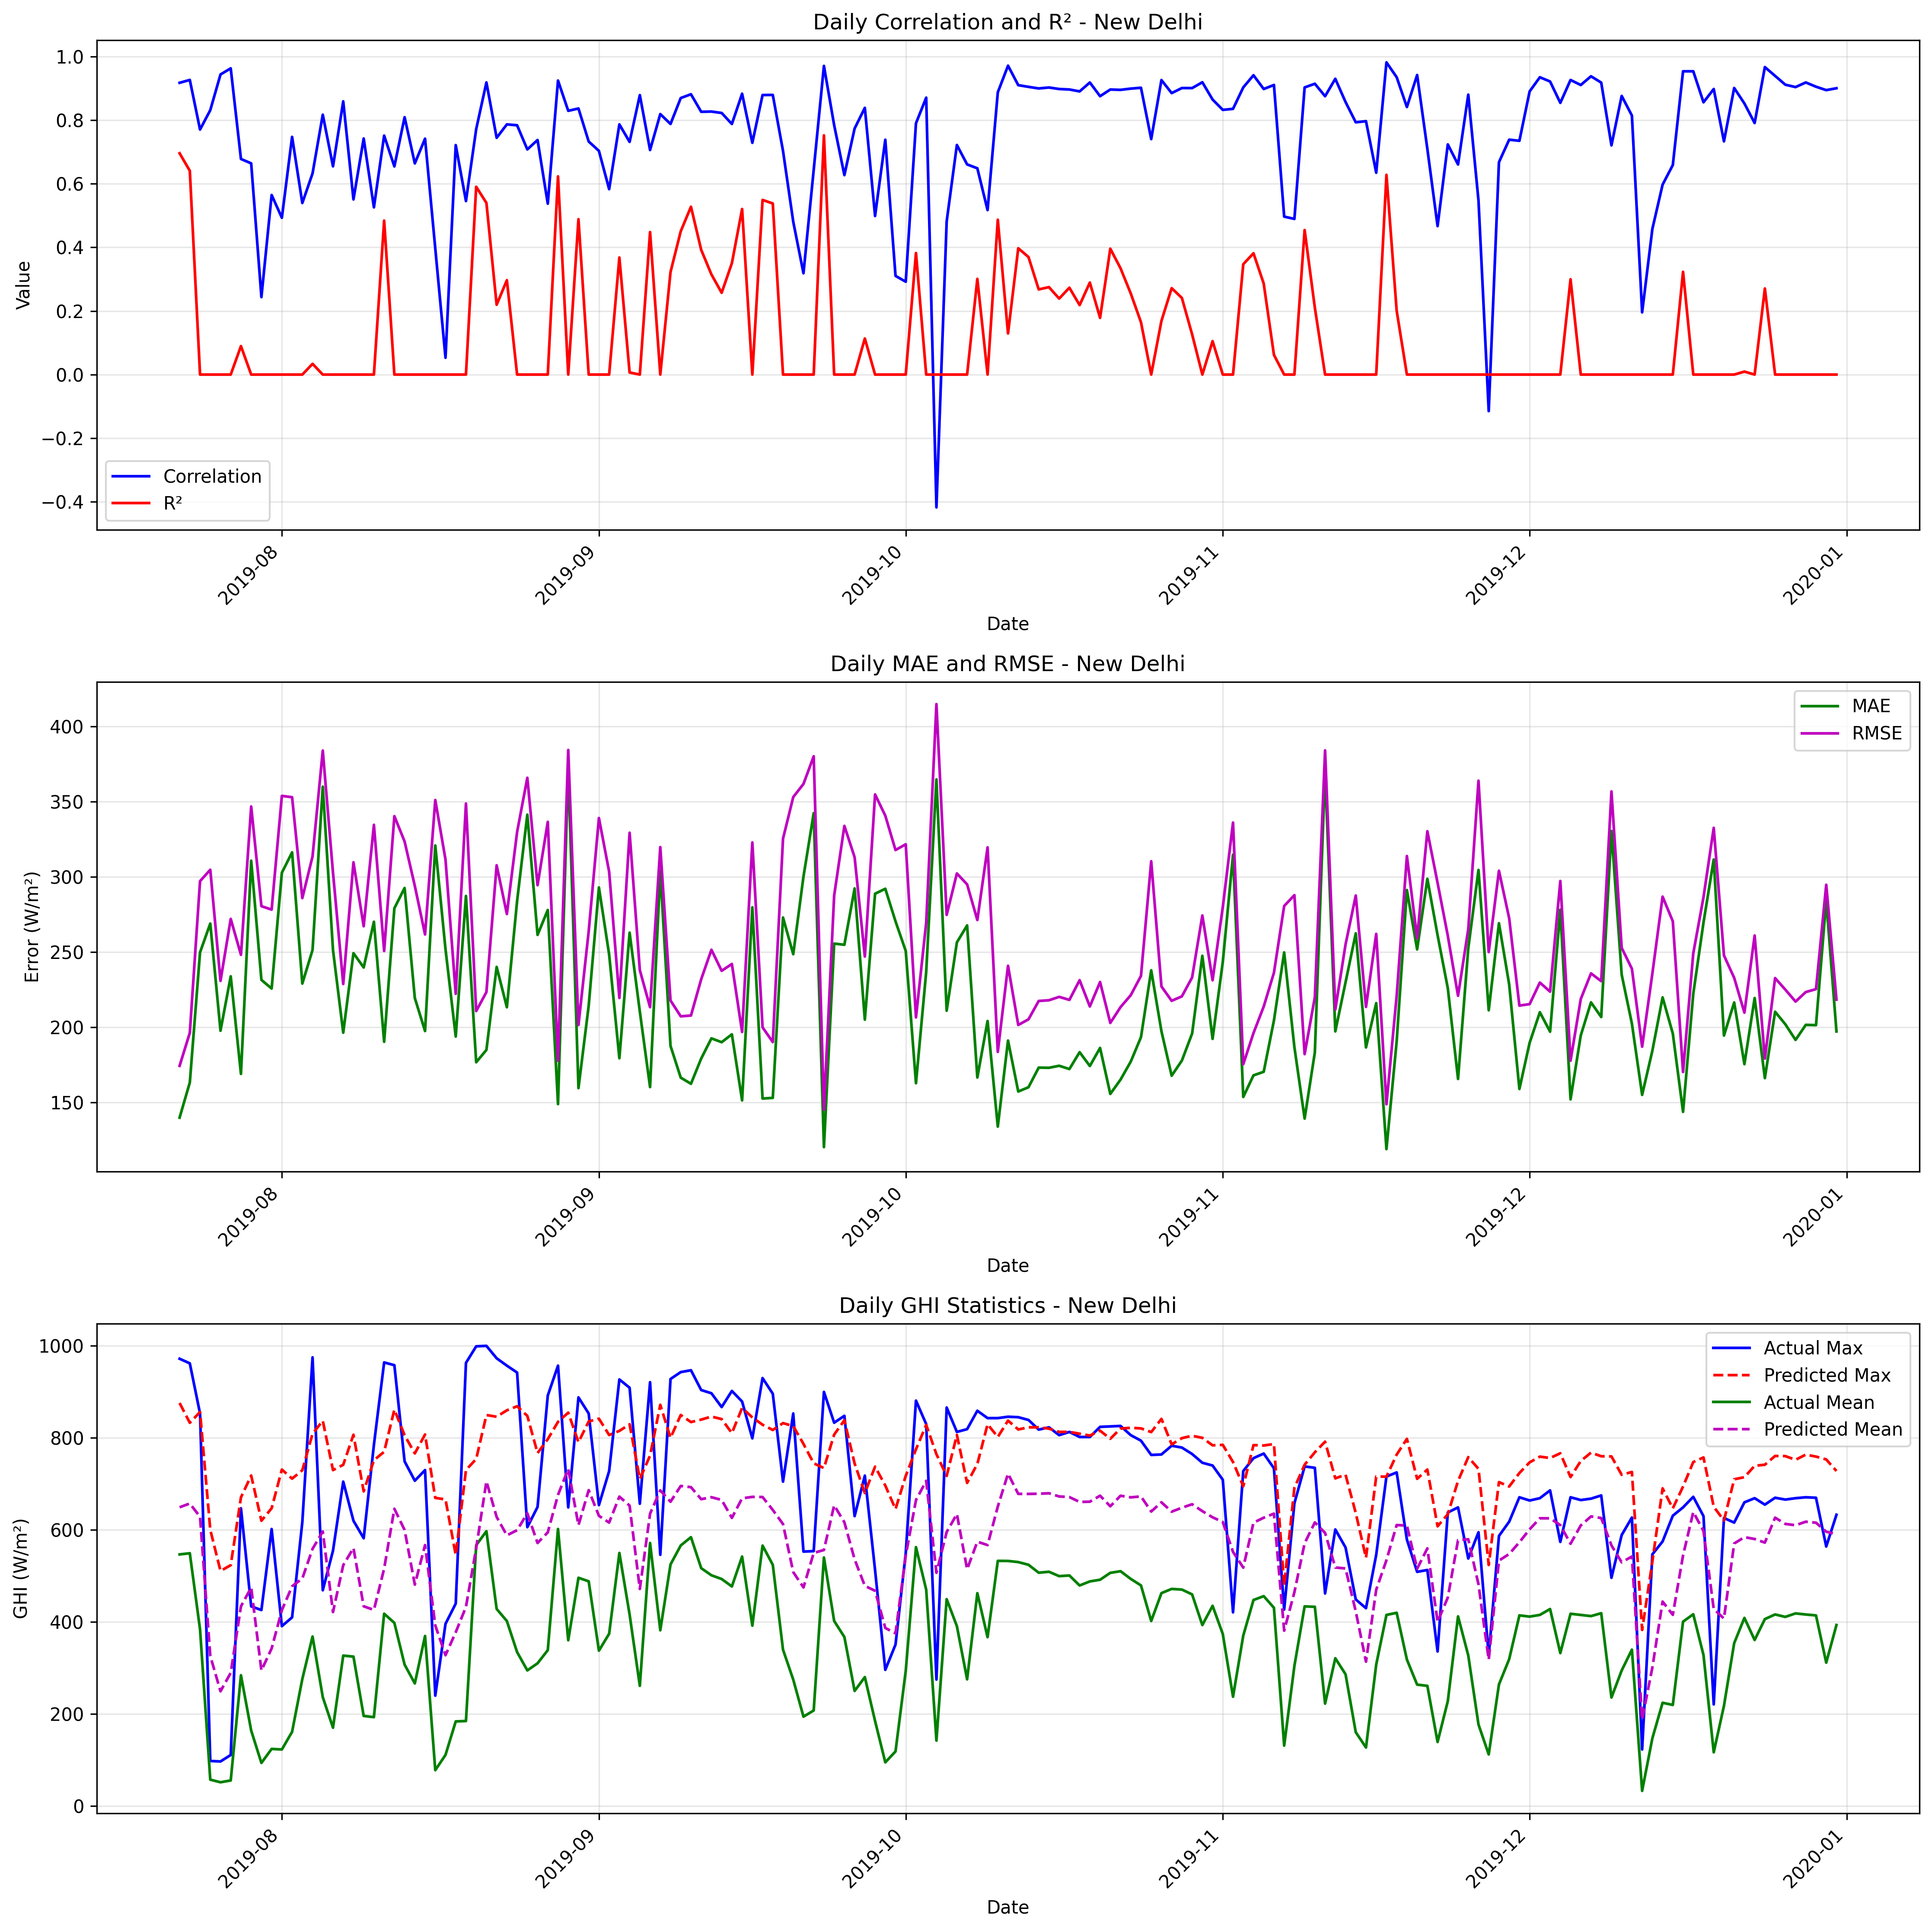 Daily Correlation and R² - New Delhi
Value
1.0
0.8
0.6
0.4
0.2
0.0
−0.2
−0.4
Correlation
R²
2019-08
2019-09
2019-10
2019-11
2019-12
2020-01
Date
Daily MAE and RMSE - New Delhi
Error (W/m²)
400
350
300
250
200
150
MAE
RMSE
2019-08
2019-09
2019-10
2019-11
2019-12
2020-01
Date
Daily GHI Statistics - New Delhi
GHI (W/m²)
1000
800
600
400
200
0
Actual Max
Predicted Max
Actual Mean
Predicted Mean
2019-08
2019-09
2019-10
2019-11
2019-12
2020-01
Date